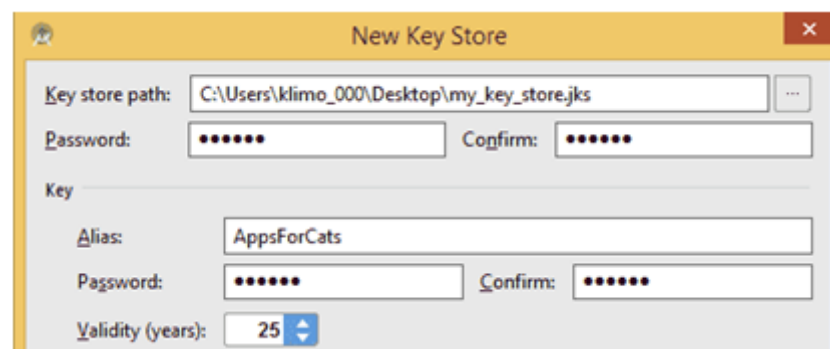 New Key Store
Key store path: C:\Users\klimo_000\Desktop\my_key_store.jks ...
Password: •••••• Confirm: ••••••
Key
Alias: AppsForCats
Password: •••••• Confirm: ••••••
Validity (years): 25